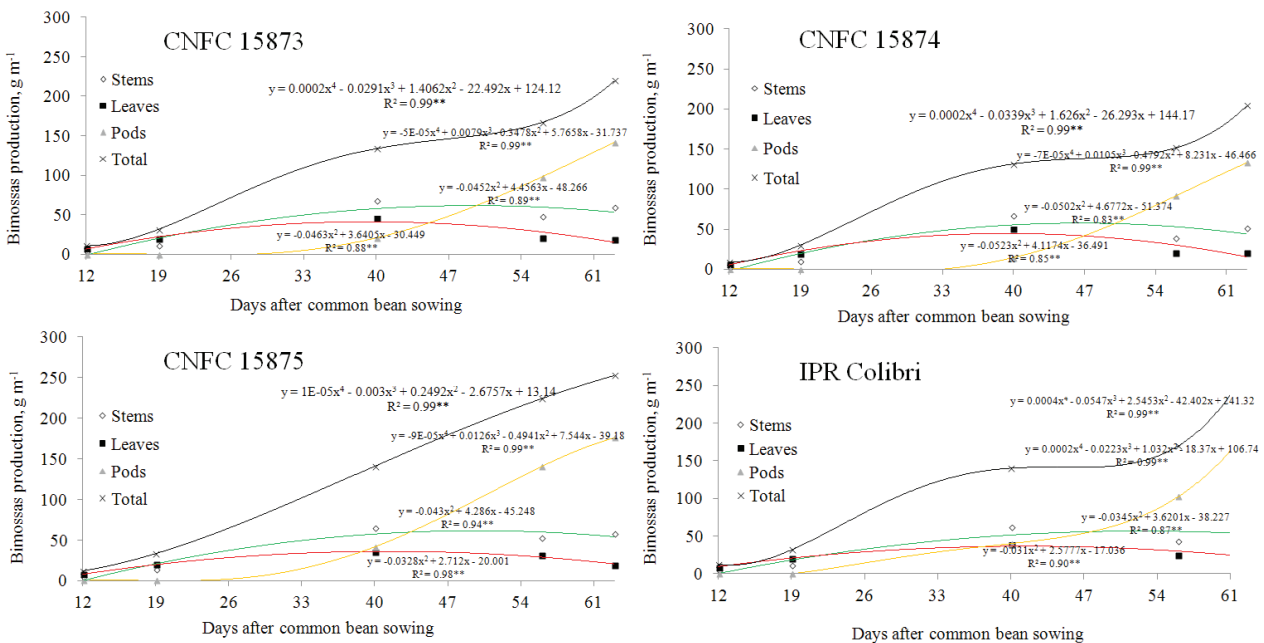 CNFC 15873
Bimossas production, g m⁻¹
300
250
200
150
100
50
0
Stems
Leaves
Pods
Total
y = 0.0002x⁴ - 0.0291x³ + 1.4062x² - 22.492x + 124.12
R² = 0.99**
y = -5E-05x⁴ + 0.0079x³ - 0.3478x² + 5.7658x - 31.737
R² = 0.99**
y = -0.0452x² + 4.4563x - 48.266
R² = 0.89**
y = -0.0463x² + 3.6405x - 30.449
R² = 0.88**
12 19 26 33 40 47 54 61
Days after common bean sowing
CNFC 15874
Bimossas production, g m⁻¹
300
250
200
150
100
50
0
Stems
Leaves
Pods
Total
y = 0.0002x⁴ - 0.0339x³ + 1.626x² - 26.293x + 144.17
R² = 0.99**
y = -7E-05x⁴ + 0.0105x³ - 0.4792x² + 8.231x - 46.466
R² = 0.99**
y = -0.0502x² + 4.6772x - 51.374
R² = 0.83**
y = -0.0523x² + 4.1174x - 36.491
R² = 0.85**
12 19 26 33 40 47 54 61
Days after common bean sowing
CNFC 15875
Bimossas production, g m⁻¹
300
250
200
150
100
50
0
Stems
Leaves
Pods
Total
y = 1E-05x⁴ - 0.003x³ + 0.2492x² - 2.6757x + 13.14
R² = 0.99**
y = -9E-05x⁴ + 0.0126x³ - 0.4941x² + 7.544x - 39.18
R² = 0.99**
y = -0.043x² + 4.286x - 45.248
R² = 0.94**
y = -0.0328x² + 2.712x - 20.001
R² = 0.98**
12 19 26 33 40 47 54 61
Days after common bean sowing
IPR Colibri
Bimossas production, g m⁻¹
300
250
200
150
100
50
0
Stems
Leaves
Pods
Total
y = 0.0004x⁴ - 0.0547x³ + 2.5453x² - 42.402x + 241.32
R² = 0.99**
y = 0.0002x⁴ - 0.0223x³ + 1.032x² - 18.37x + 106.74
R² = 0.99**
y = -0.0345x² + 3.6201x - 38.227
R² = 0.87**
y = -0.031x² + 2.5777x - 17.036
R² = 0.90**
12 19 26 33 40 47 54 61
Days after common bean sowing